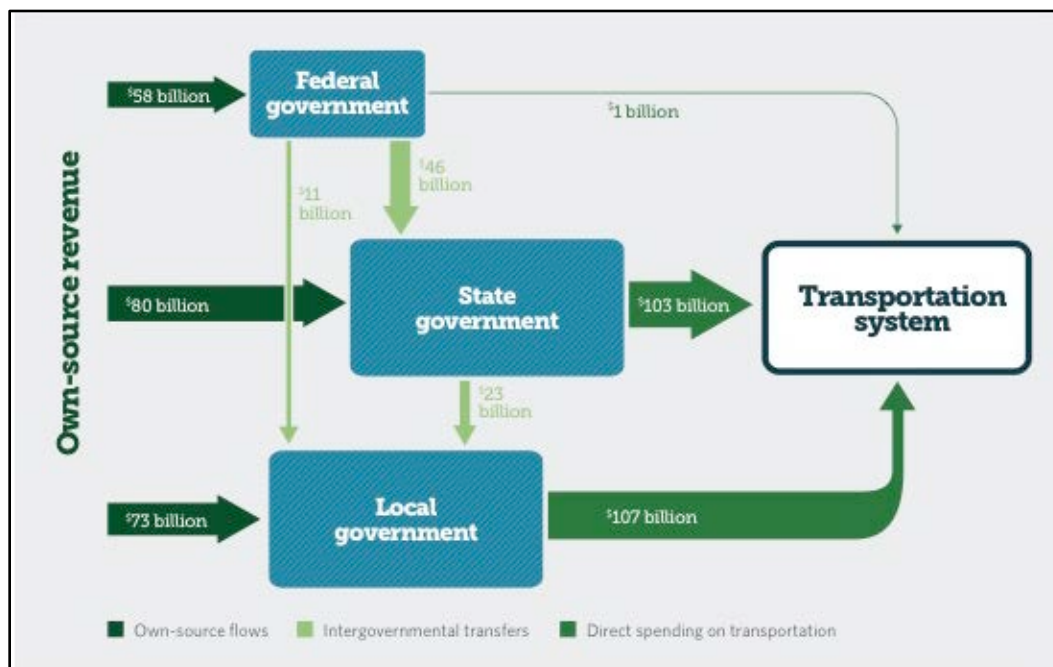 Own-source revenue
$58 billion
Federal
government
$1 billion
$46
billion
$11
billion
$80 billion
State
government
$103 billion
Transportation
system
$23
billion
$73 billion
Local
government
$107 billion
Own-source flows
Intergovernmental transfers
Direct spending on transportation